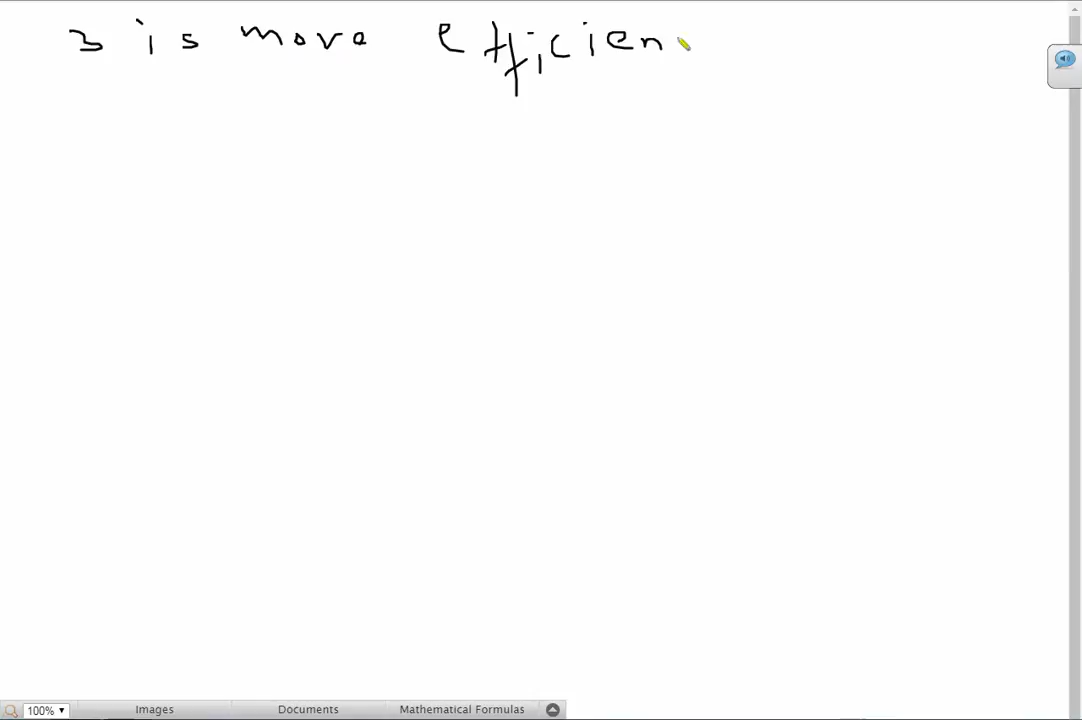 3 is more efficien
100% ▾ Images Documents Mathematical Formulas